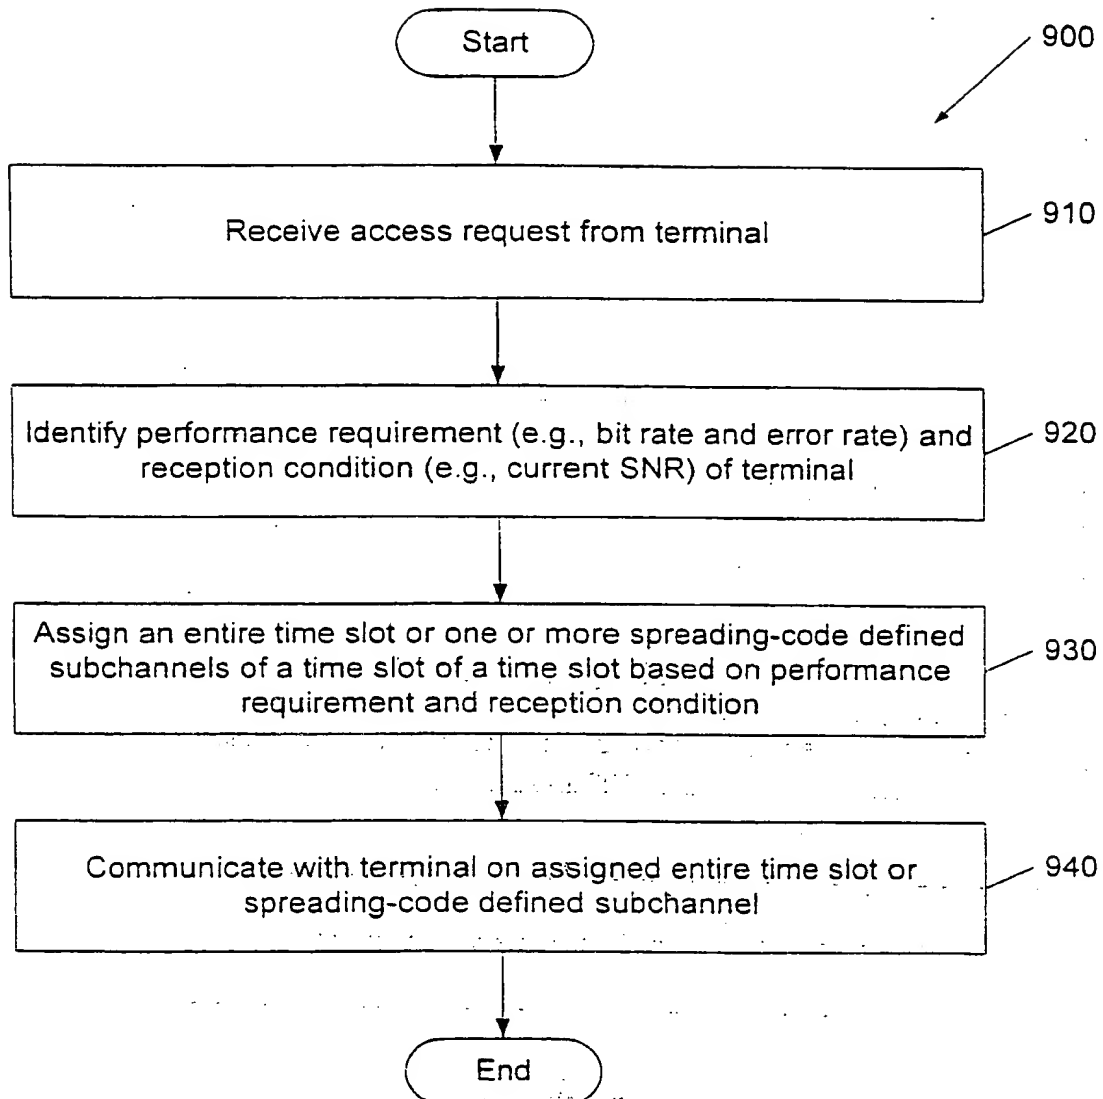 Start
900
Receive access request from terminal
910
Identify performance requirement (e.g., bit rate and error rate) and
reception condition (e.g., current SNR) of terminal
920
Assign an entire time slot or one or more spreading-code defined
subchannels of a time slot of a time slot based on performance
requirement and reception condition
930
Communicate with terminal on assigned entire time slot or
spreading-code defined subchannel
940
End